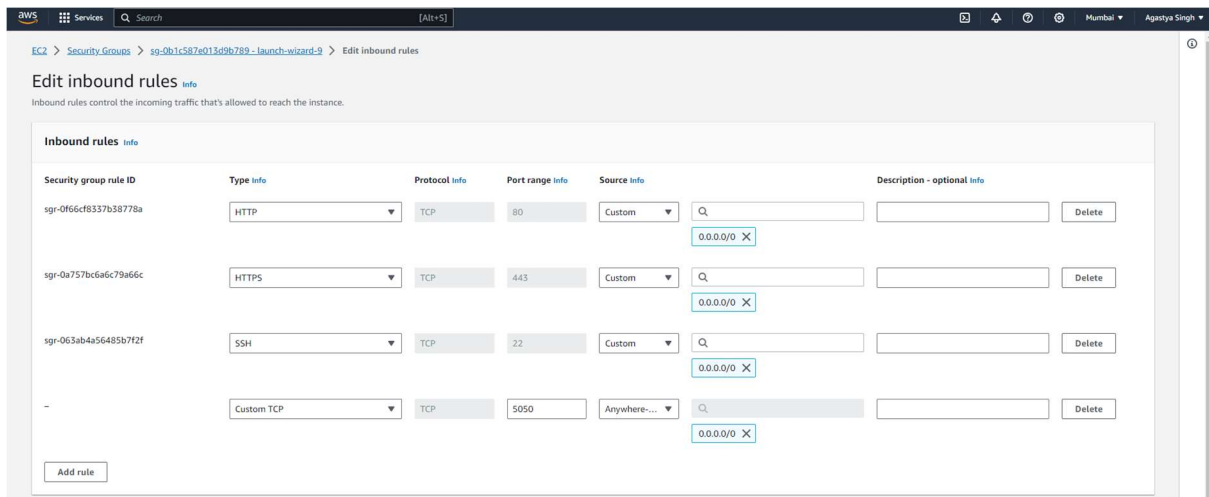 aws Services Search [Alt+S] Mumbai Agastya Singh
EC2 > Security Groups > sg-0b1c587e013d9b789 - launch-wizard-9 > Edit inbound rules
Edit inbound rules Info
Inbound rules control the incoming traffic that's allowed to reach the instance.
Inbound rules Info
Security group rule ID Type Info Protocol Info Port range Info Source Info Description - optional Info
sgr-0f66cf8337b38778a HTTP TCP 80 Custom Delete
0.0.0.0/0
sgr-0a757bc6a6c79a66c HTTPS TCP 443 Custom Delete
0.0.0.0/0
sgr-063ab4a56485b7f2f SSH TCP 22 Custom Delete
0.0.0.0/0
– Custom TCP TCP 5050 Anywhere-... Delete
0.0.0.0/0
Add rule